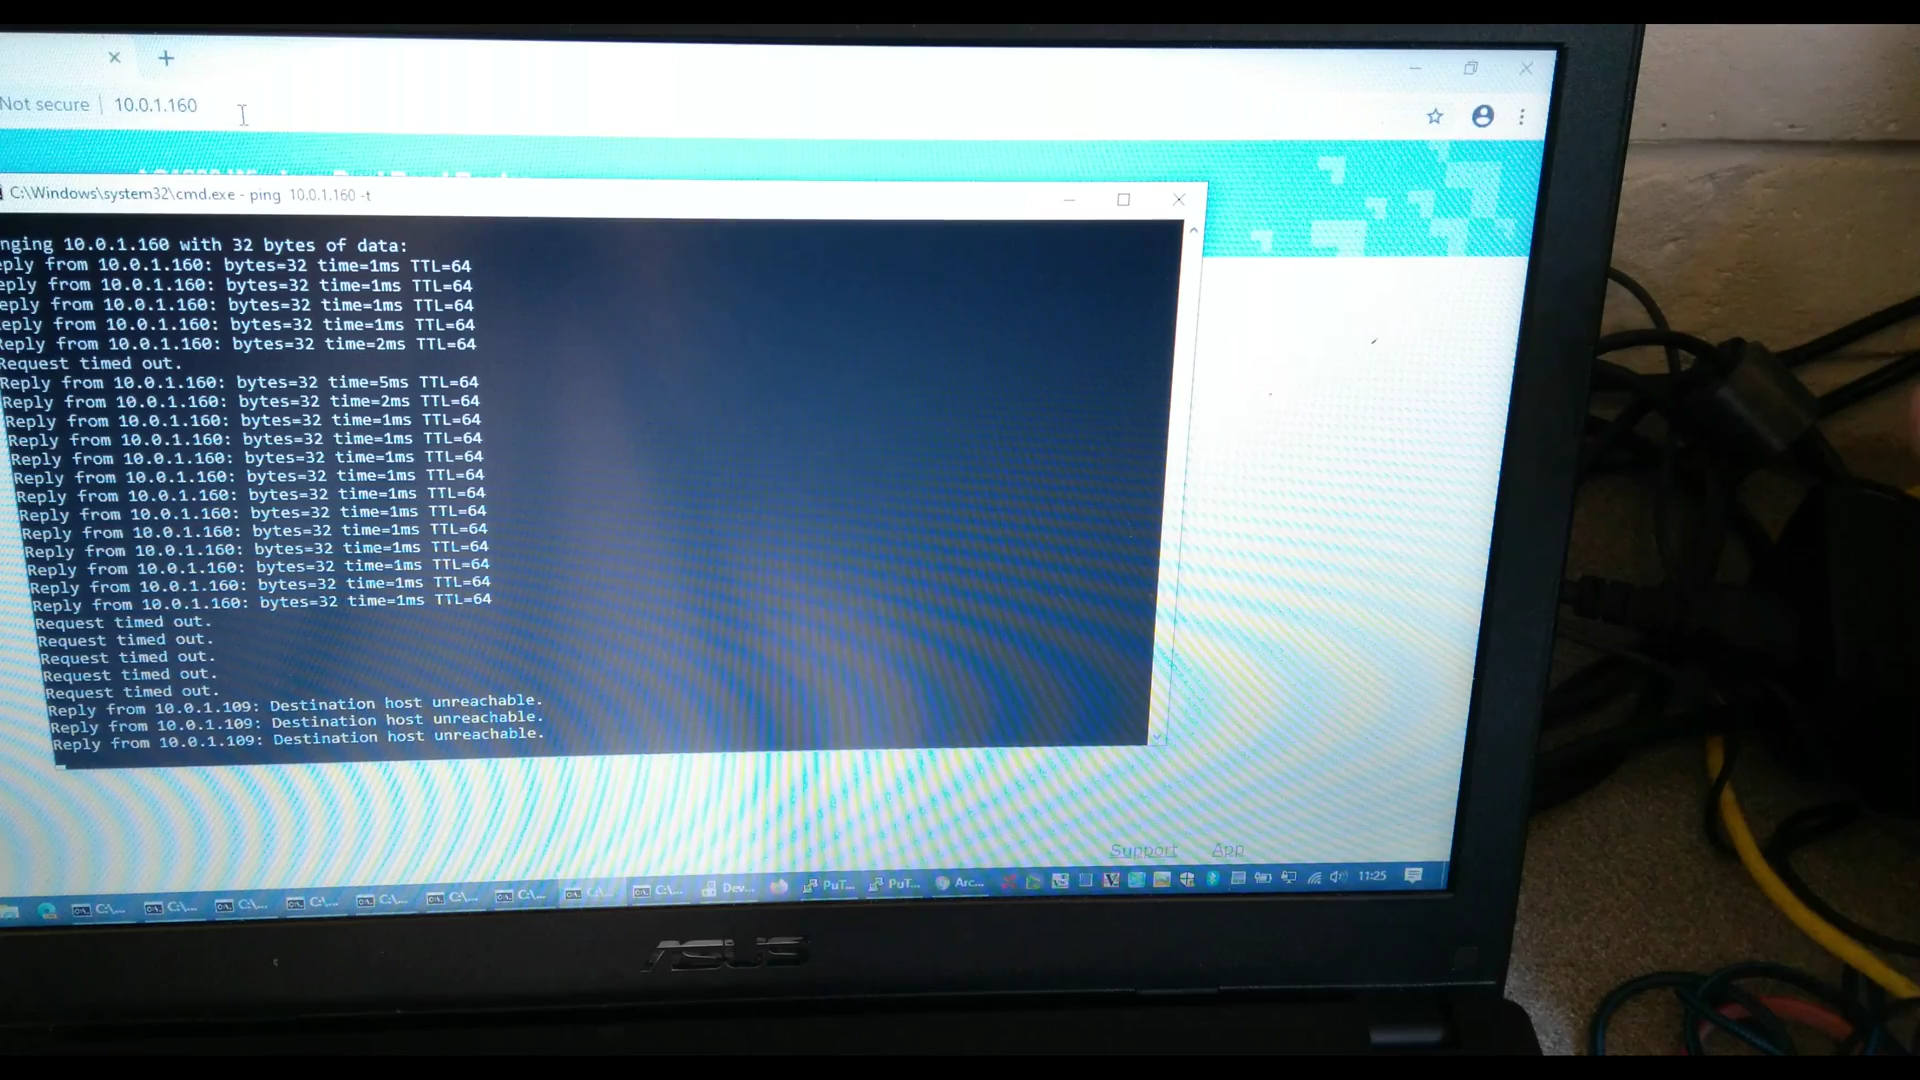 Not secure | 10.0.1.160
C:\Windows\system32\cmd.exe - ping 10.0.1.160 -t
nging 10.0.1.160 with 32 bytes of data:
eply from 10.0.1.160: bytes=32 time=1ms TTL=64
eply from 10.0.1.160: bytes=32 time=1ms TTL=64
eply from 10.0.1.160: bytes=32 time=1ms TTL=64
eply from 10.0.1.160: bytes=32 time=1ms TTL=64
Reply from 10.0.1.160: bytes=32 time=2ms TTL=64
Request timed out.
Reply from 10.0.1.160: bytes=32 time=5ms TTL=64
Reply from 10.0.1.160: bytes=32 time=2ms TTL=64
Reply from 10.0.1.160: bytes=32 time=1ms TTL=64
Reply from 10.0.1.160: bytes=32 time=1ms TTL=64
Reply from 10.0.1.160: bytes=32 time=1ms TTL=64
Reply from 10.0.1.160: bytes=32 time=1ms TTL=64
Reply from 10.0.1.160: bytes=32 time=1ms TTL=64
Reply from 10.0.1.160: bytes=32 time=1ms TTL=64
Reply from 10.0.1.160: bytes=32 time=1ms TTL=64
Reply from 10.0.1.160: bytes=32 time=1ms TTL=64
Reply from 10.0.1.160: bytes=32 time=1ms TTL=64
Reply from 10.0.1.160: bytes=32 time=1ms TTL=64
Reply from 10.0.1.160: bytes=32 time=1ms TTL=64
Request timed out.
Request timed out.
Request timed out.
Request timed out.
Request timed out.
Reply from 10.0.1.109: Destination host unreachable.
Reply from 10.0.1.109: Destination host unreachable.
Reply from 10.0.1.109: Destination host unreachable.
Support App
C:\... C:\... C:\... C:\... C:\... C:\... C:\... C:\... C:\... Dev... PuT... PuT... Arc... 11:25
ASUS